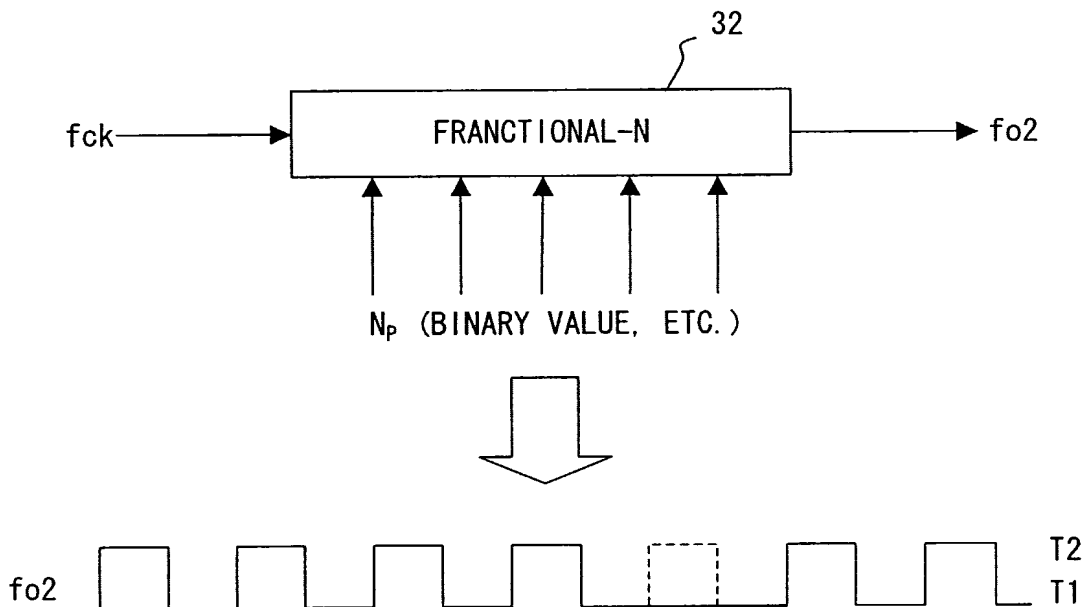 32
fck
FRANCTIONAL-N
fo2
NP (BINARY VALUE, ETC.)
T2
fo2
T1